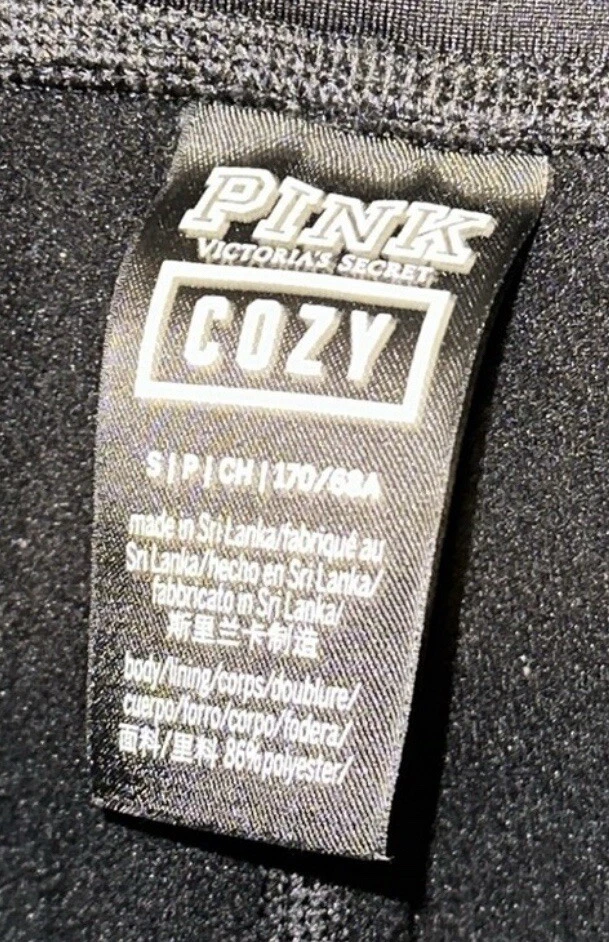 PINK
VICTORIA'S SECRET
COZY
S | P | CH | 170/68A
made in Sri Lanka/fabriqué au
Sri Lanka/hecho en Sri Lanka/
fabbricato in Sri Lanka/
斯里兰卡制造
body/lining/corps/doublure/
cuerpo/forro/corpo/fodera/
面料/里料 86% polyester/